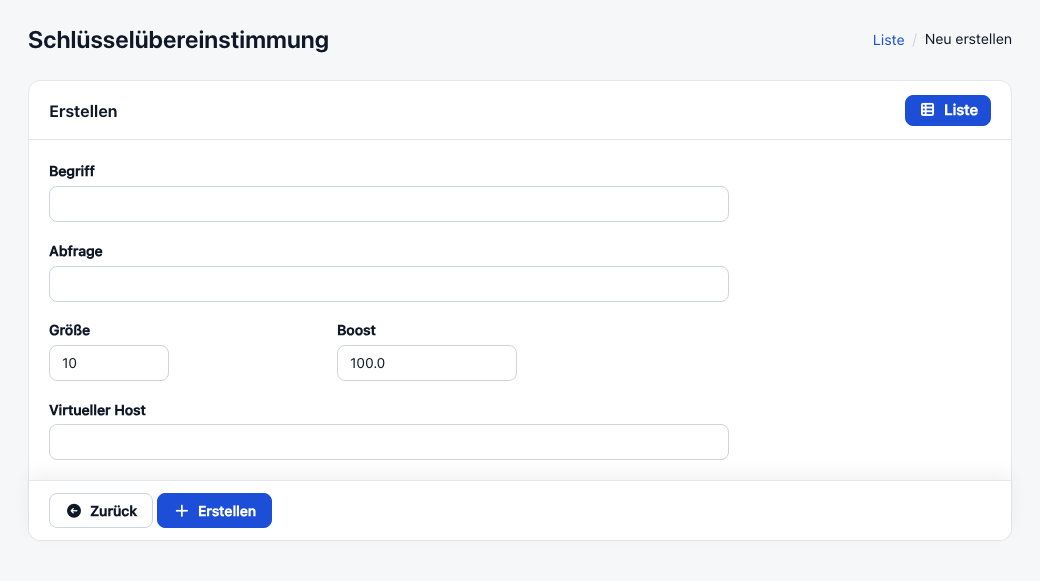 Schlüsselübereinstimmung
Liste / Neu erstellen
Erstellen
Liste
Begriff
Abfrage
Größe
Boost
10
100.0
Virtueller Host
Zurück
Erstellen